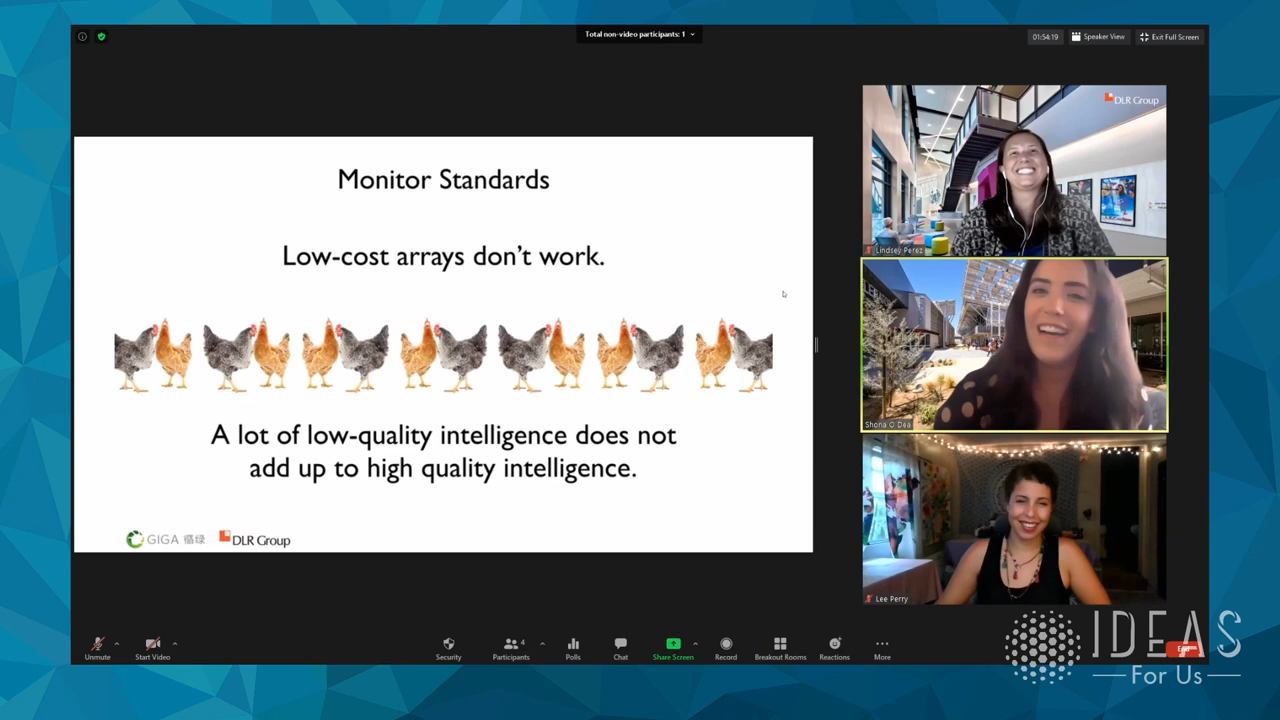 Total non-video participants: 1
01:54:19
Speaker View
Exit Full Screen
Monitor Standards
Low-cost arrays don't work.
A lot of low-quality intelligence does not
add up to high quality intelligence.
GIGA 循绿
DLR Group
DLR Group
Lindsey Perez
Shona O Dea
Lee Perry
Unmute
Start Video
Security
Participants
4
Polls
Chat
Share Screen
Record
Breakout Rooms
Reactions
More
IDEAS
For Us